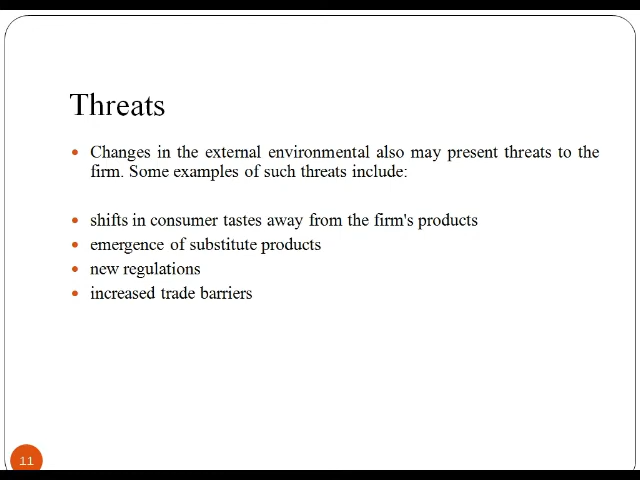 Threats
• Changes in the external environmental also may present threats to the
firm. Some examples of such threats include:
• shifts in consumer tastes away from the firm's products
• emergence of substitute products
• new regulations
• increased trade barriers
11